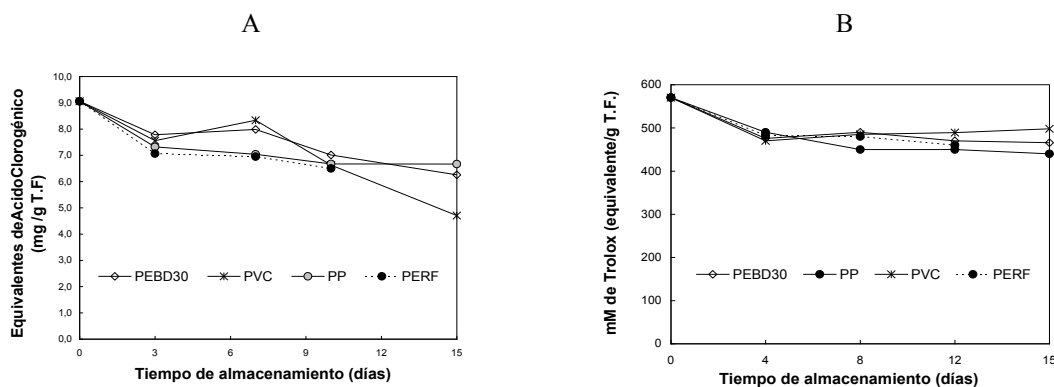 A
Equivalentes deAcidoClorogénico
(mg /g T.F)
10,0
9,0
8,0
7,0
6,0
5,0
4,0
3,0
2,0
1,0
0,0
PEBD30 PVC PP PERF
0 3 6 9 12 15
Tiempo de almacenamiento (días)
B
mM de Trolox (equivalente/g T.F.)
600
500
400
300
200
100
0
PEBD30 PP PVC PERF
0 4 8 12 15
Tiempo de almacenamiento (días)